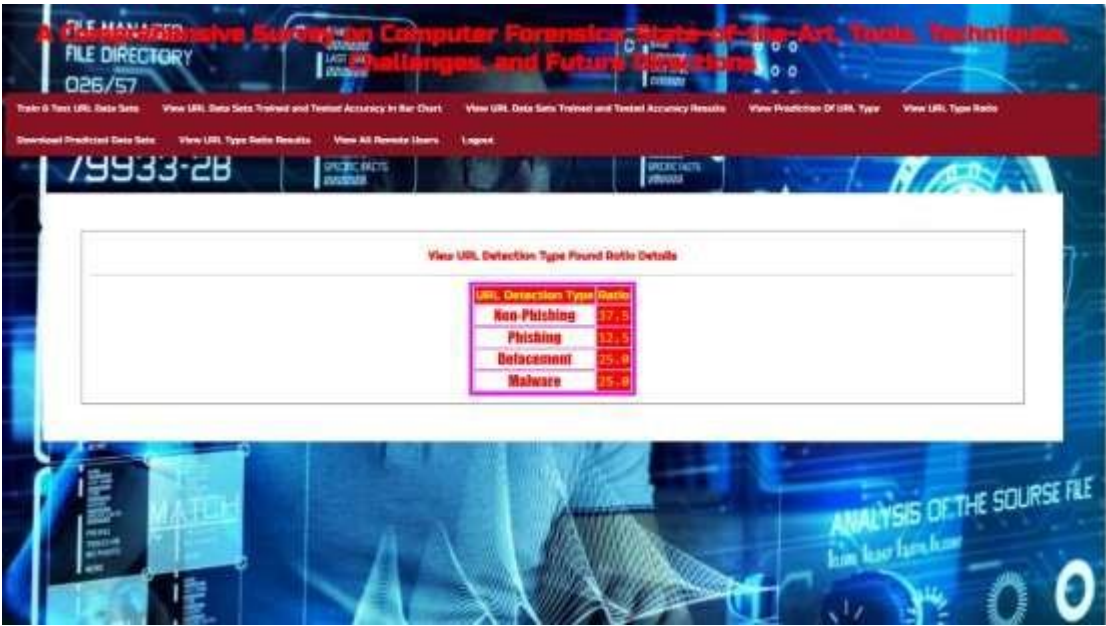 A Comprehensive Survey on Computer Forensics: State-of-the-Art, Tools, Techniques,
Challenges, and Future Directions
FILE MANAGER
FILE DIRECTORY
026/57
Train & Test URL Data Sets View URL Data Sets Trained and Tested Accuracy in Bar Chart View URL Data Sets Trained and Tested Accuracy Results View Prediction Of URL Type View URL Type Ratio
Download Predicted Data Sets View URL Type Ratio Results View All Remote Users Logout
79933-2B
SPECIFIC FACTS
SPECIFIC FACTS
View URL Detection Type Found Ratio Details
URL Detection Type Ratio
Non-Phishing 37.5
Phishing 12.5
Defacement 25.0
Malware 25.0
MATCH
ANALYSIS OF THE SOURSE FILE